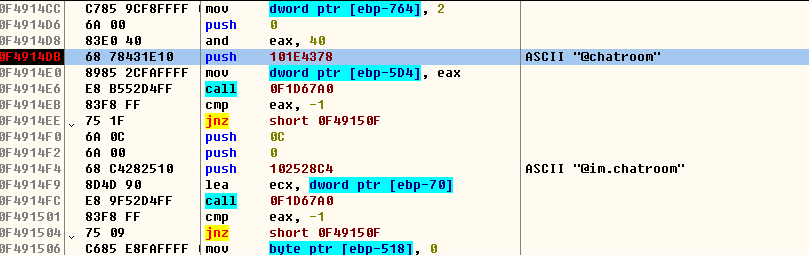 0F4914CC C785 9CF8FFFF mov dword ptr [ebp-764], 2
0F4914D6 6A 00 push 0
0F4914D8 83E0 40 and eax, 40
0F4914DB 68 78431E10 push 101E4378 ASCII "@chatroom"
0F4914E0 8985 2CFAFFFF mov dword ptr [ebp-5D4], eax
0F4914E6 E8 B552D4FF call 0F1D67A0
0F4914EB 83F8 FF cmp eax, -1
0F4914EE 75 1F jnz short 0F49150F
0F4914F0 6A 0C push 0C
0F4914F2 6A 00 push 0
0F4914F4 68 C4282510 push 102528C4 ASCII "@im.chatroom"
0F4914F9 8D4D 90 lea ecx, dword ptr [ebp-70]
0F4914FC E8 9F52D4FF call 0F1D67A0
0F491501 83F8 FF cmp eax, -1
0F491504 75 09 jnz short 0F49150F
0F491506 C685 E8FAFFFF mov byte ptr [ebp-518], 0